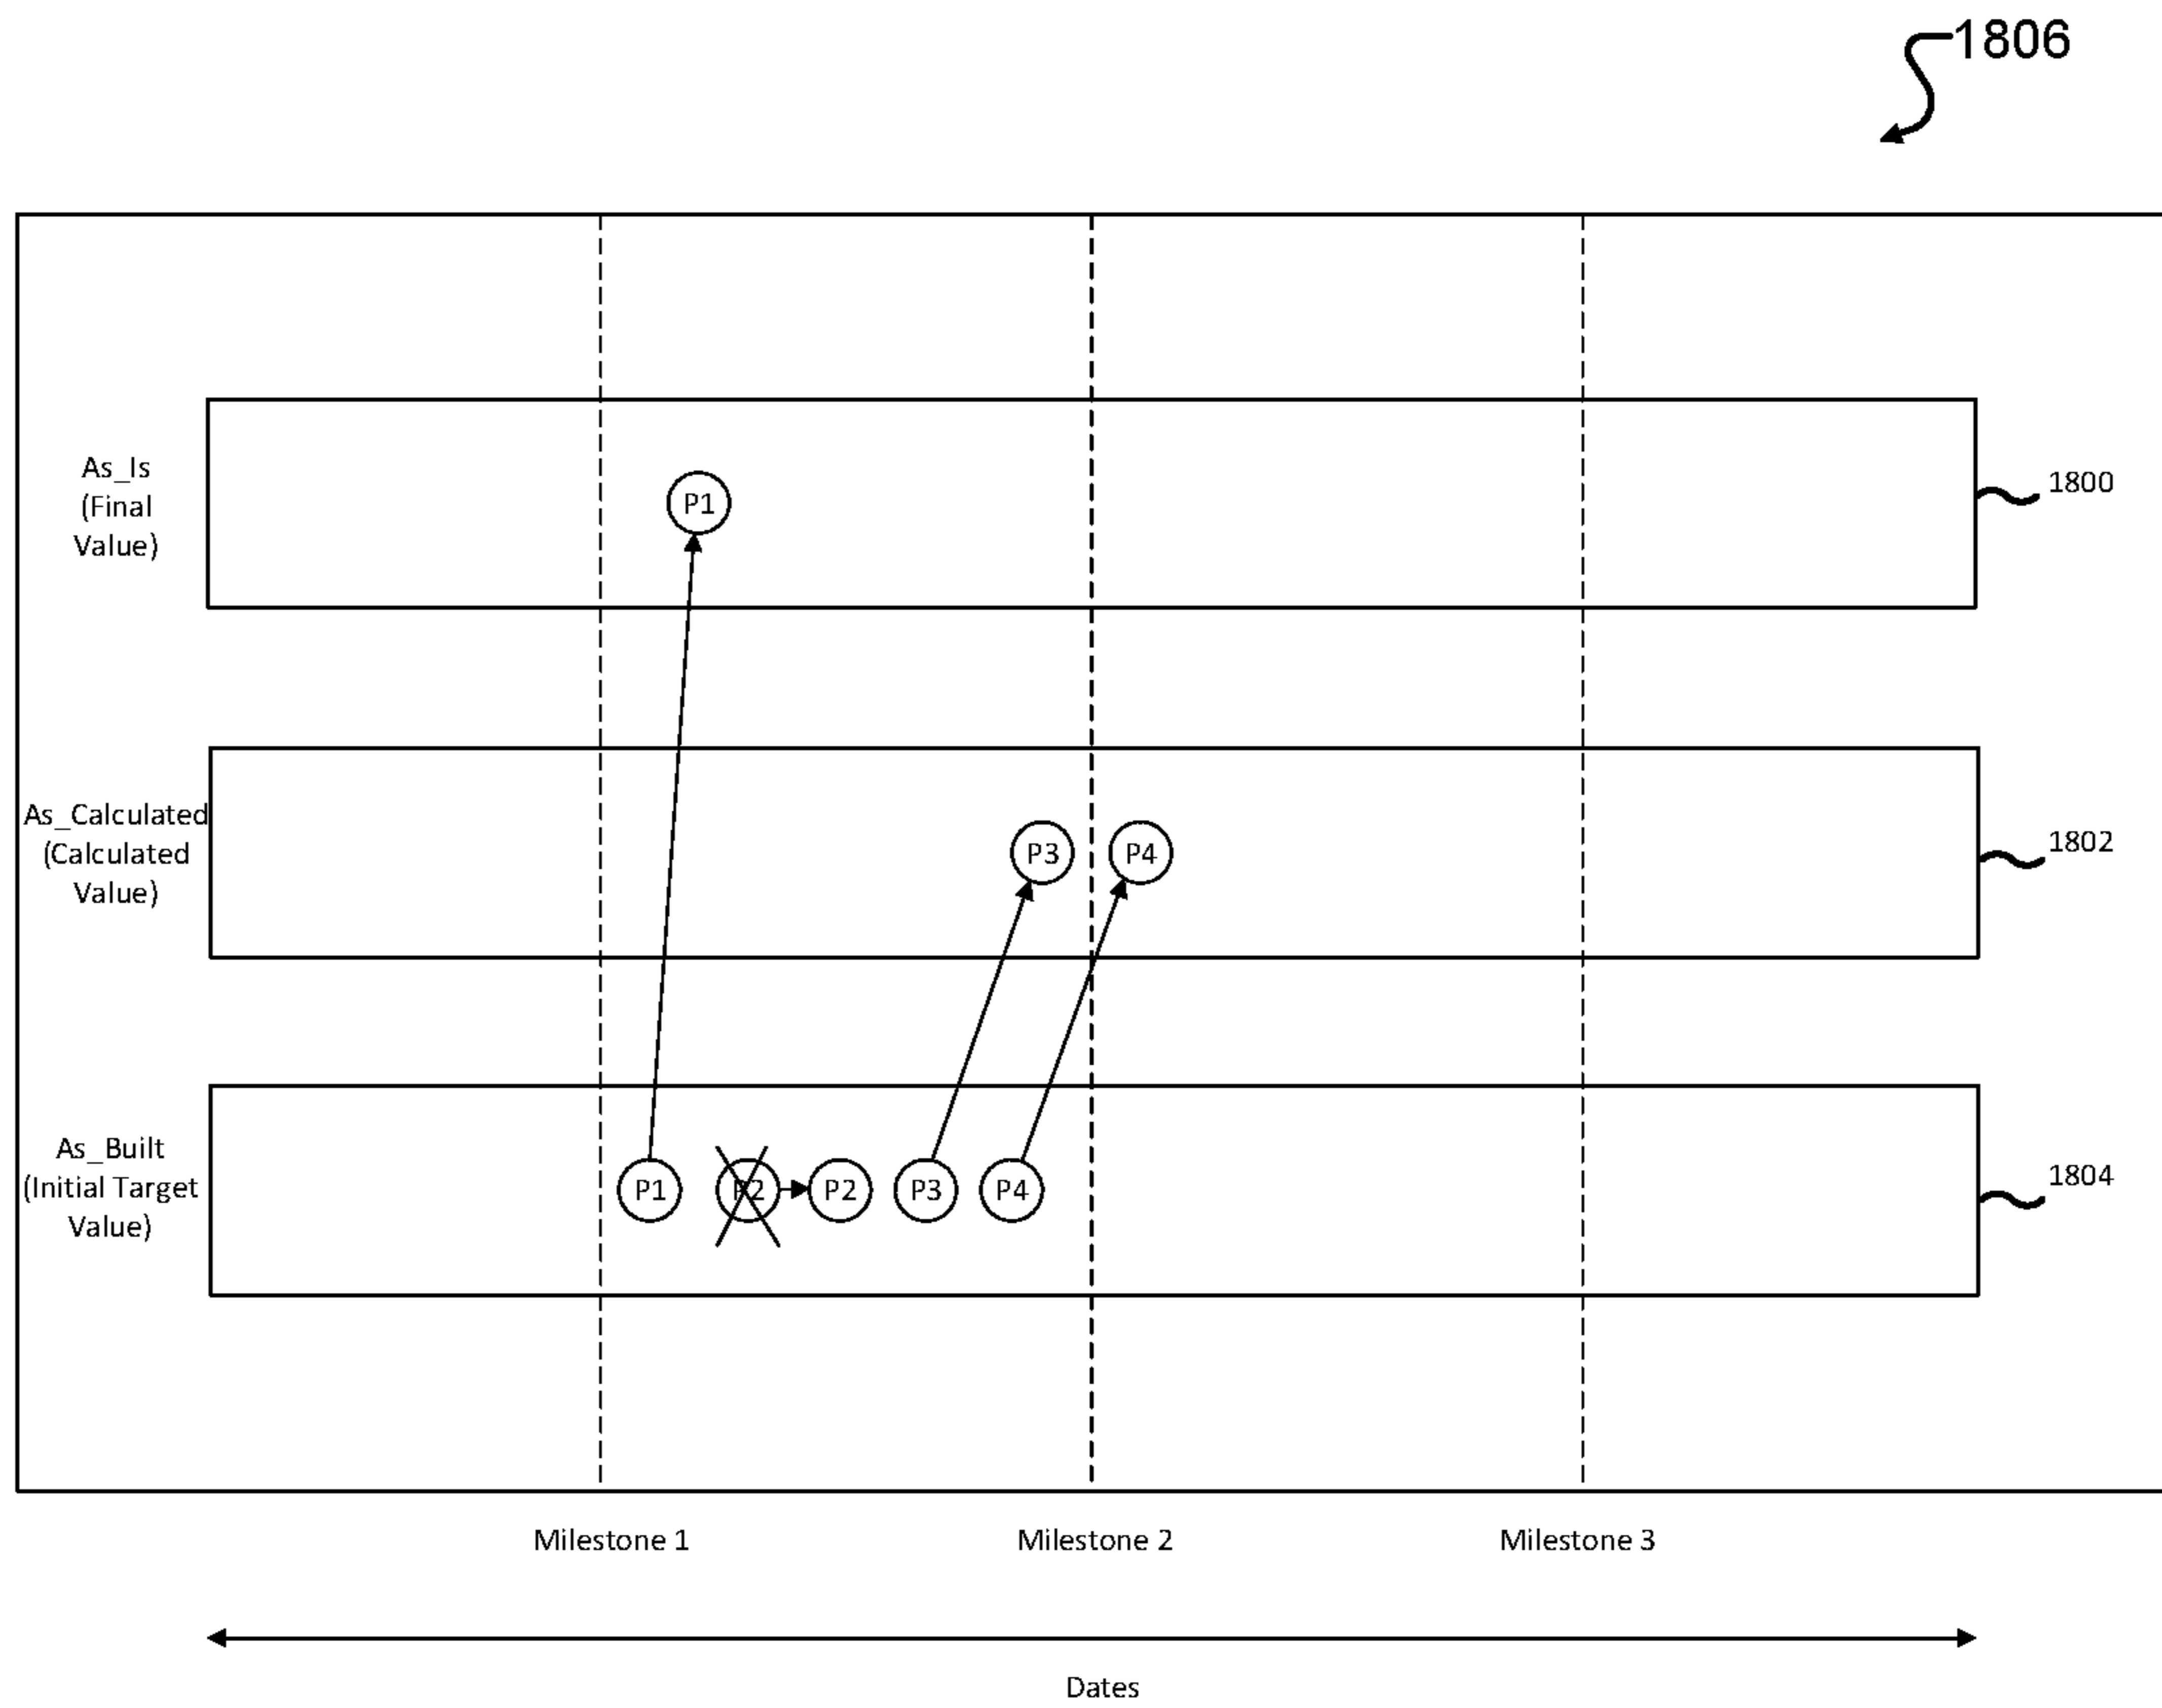 1806
As_Is
(Final
Value)
P1
1800
As_Calculated
(Calculated
Value)
P3
P4
1802
As_Built
(Initial Target
Value)
P1
P2
P2
P3
P4
1804
Milestone 1
Milestone 2
Milestone 3
Dates